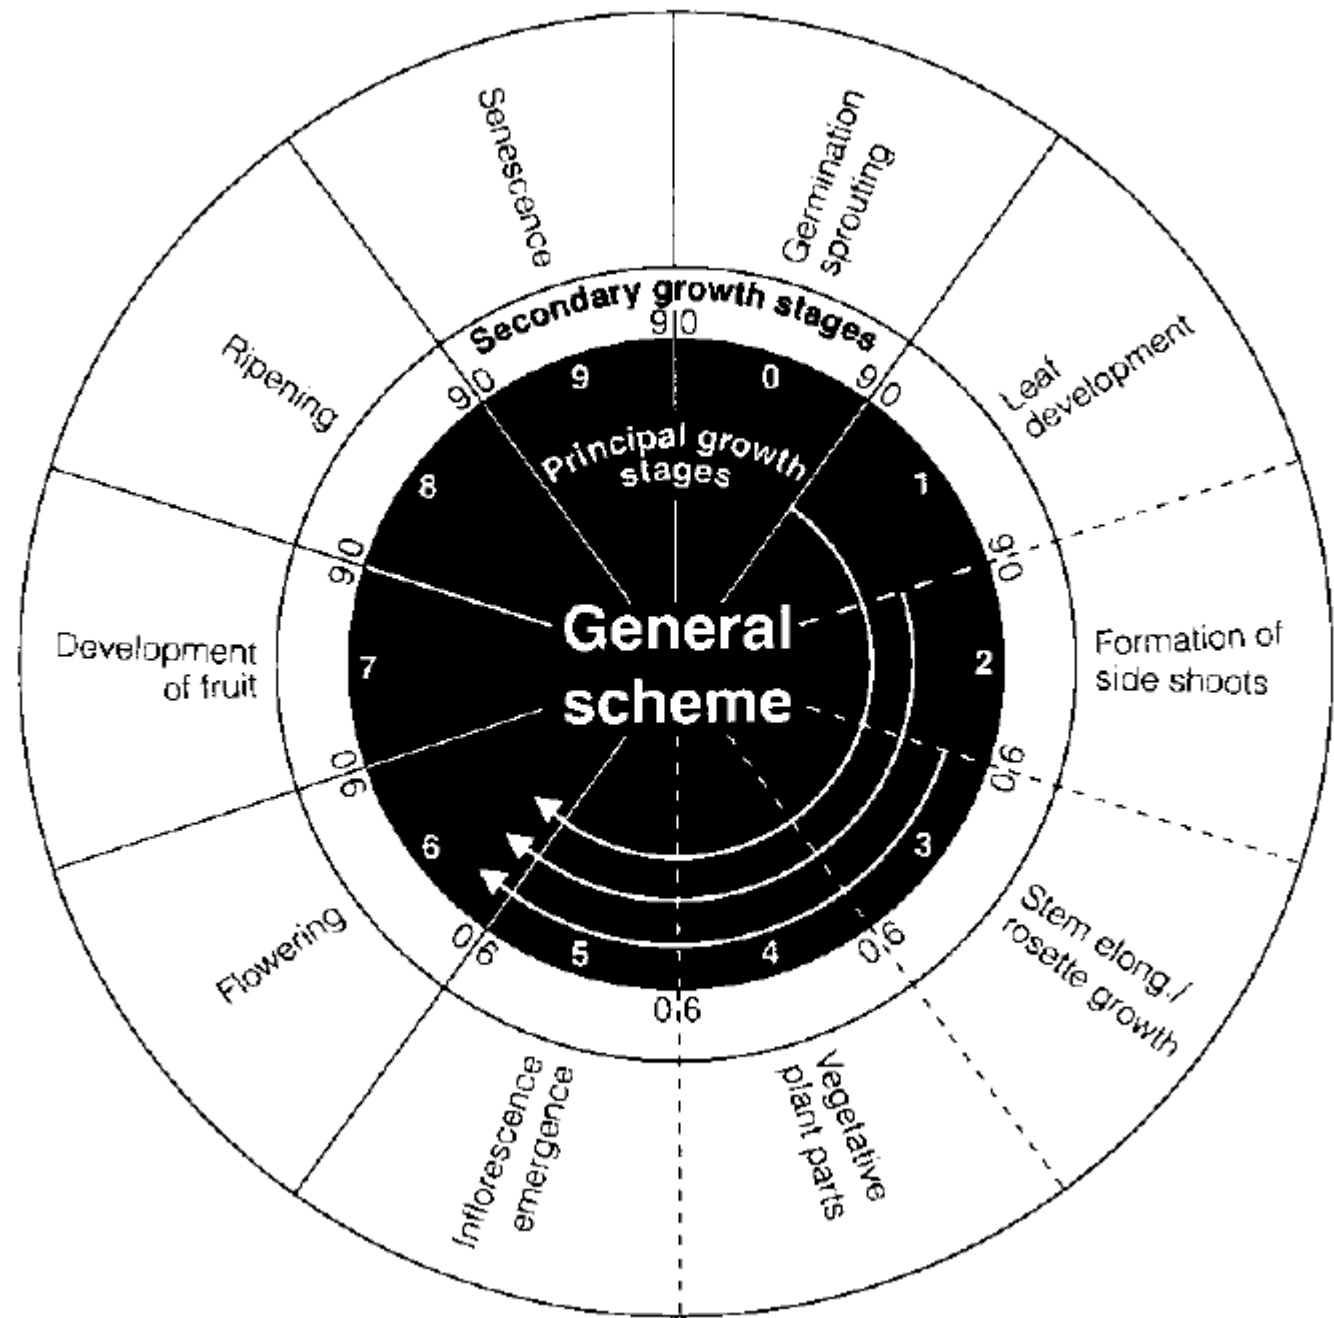 Senescence
Germination
sprouting
Secondary growth stages
9 0
Ripening
9 0
9
0
9 0
Leaf
development
Principal growth
stages
8
1
9 0
9 0
General
scheme
Development
of fruit
7
2
Formation of
side shoots
0 9
9 0
6
3
Flowering
0 9
5
4
0 9
Stem elong./
rosette growth
0 9
Inflorescence
emergence
Vegetative
plant parts